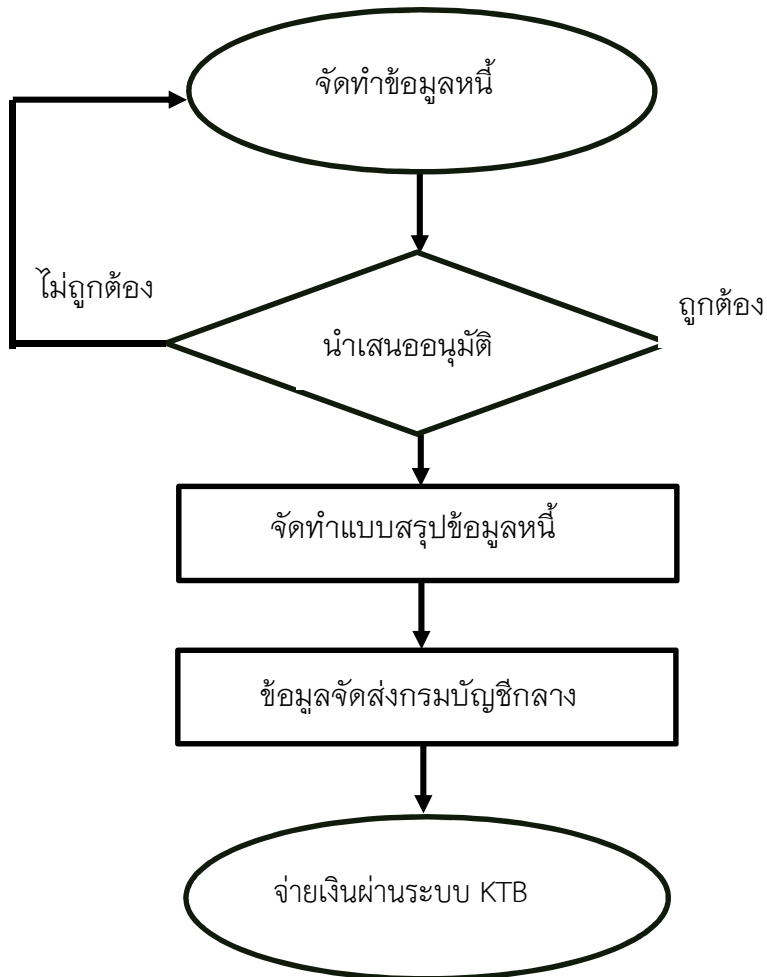 จัดทำข้อมูลหนี้
ไม่ถูกต้อง
ถูกต้อง
นำเสนออนุมัติ
จัดทำแบบสรุปข้อมูลหนี้
ข้อมูลจัดส่งกรมบัญชีกลาง
จ่ายเงินผ่านระบบ KTB